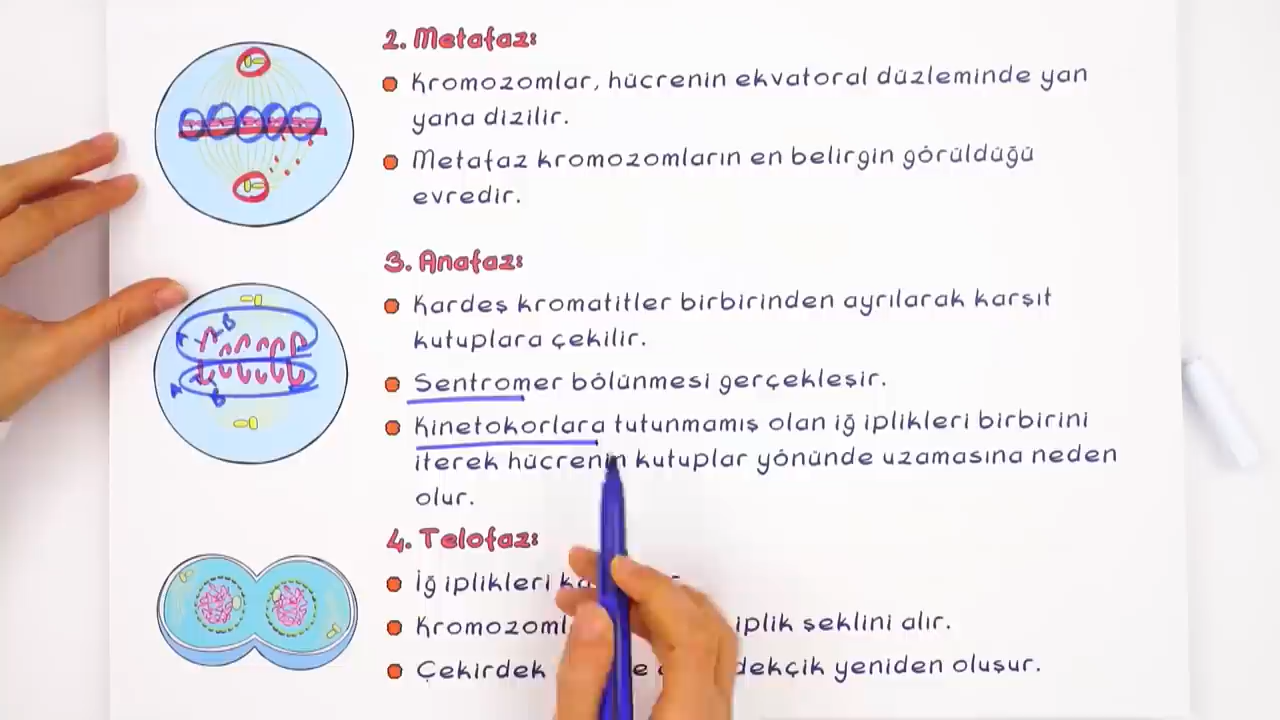 2. Metafaz:
Kromozomlar, hücrenin ekvatoral düzleminde yan
yana dizilir.
Metafaz kromozomların en belirgin görüldüğü
evredir.
3. Anafaz:
Kardeş kromatitler birbirinden ayrılarak karşıt
kutuplara çekilir.
Sentromer bölünmesi gerçekleşir.
Kinetokorlara tutunmamış olan iğ iplikleri birbirini
iterek hücrenin kutuplar yönünde uzamasına neden
olur.
4. Telofaz:
İğ iplikleri
iplik şeklini alır.
Çekirdek yeniden oluşur.
A B
A B